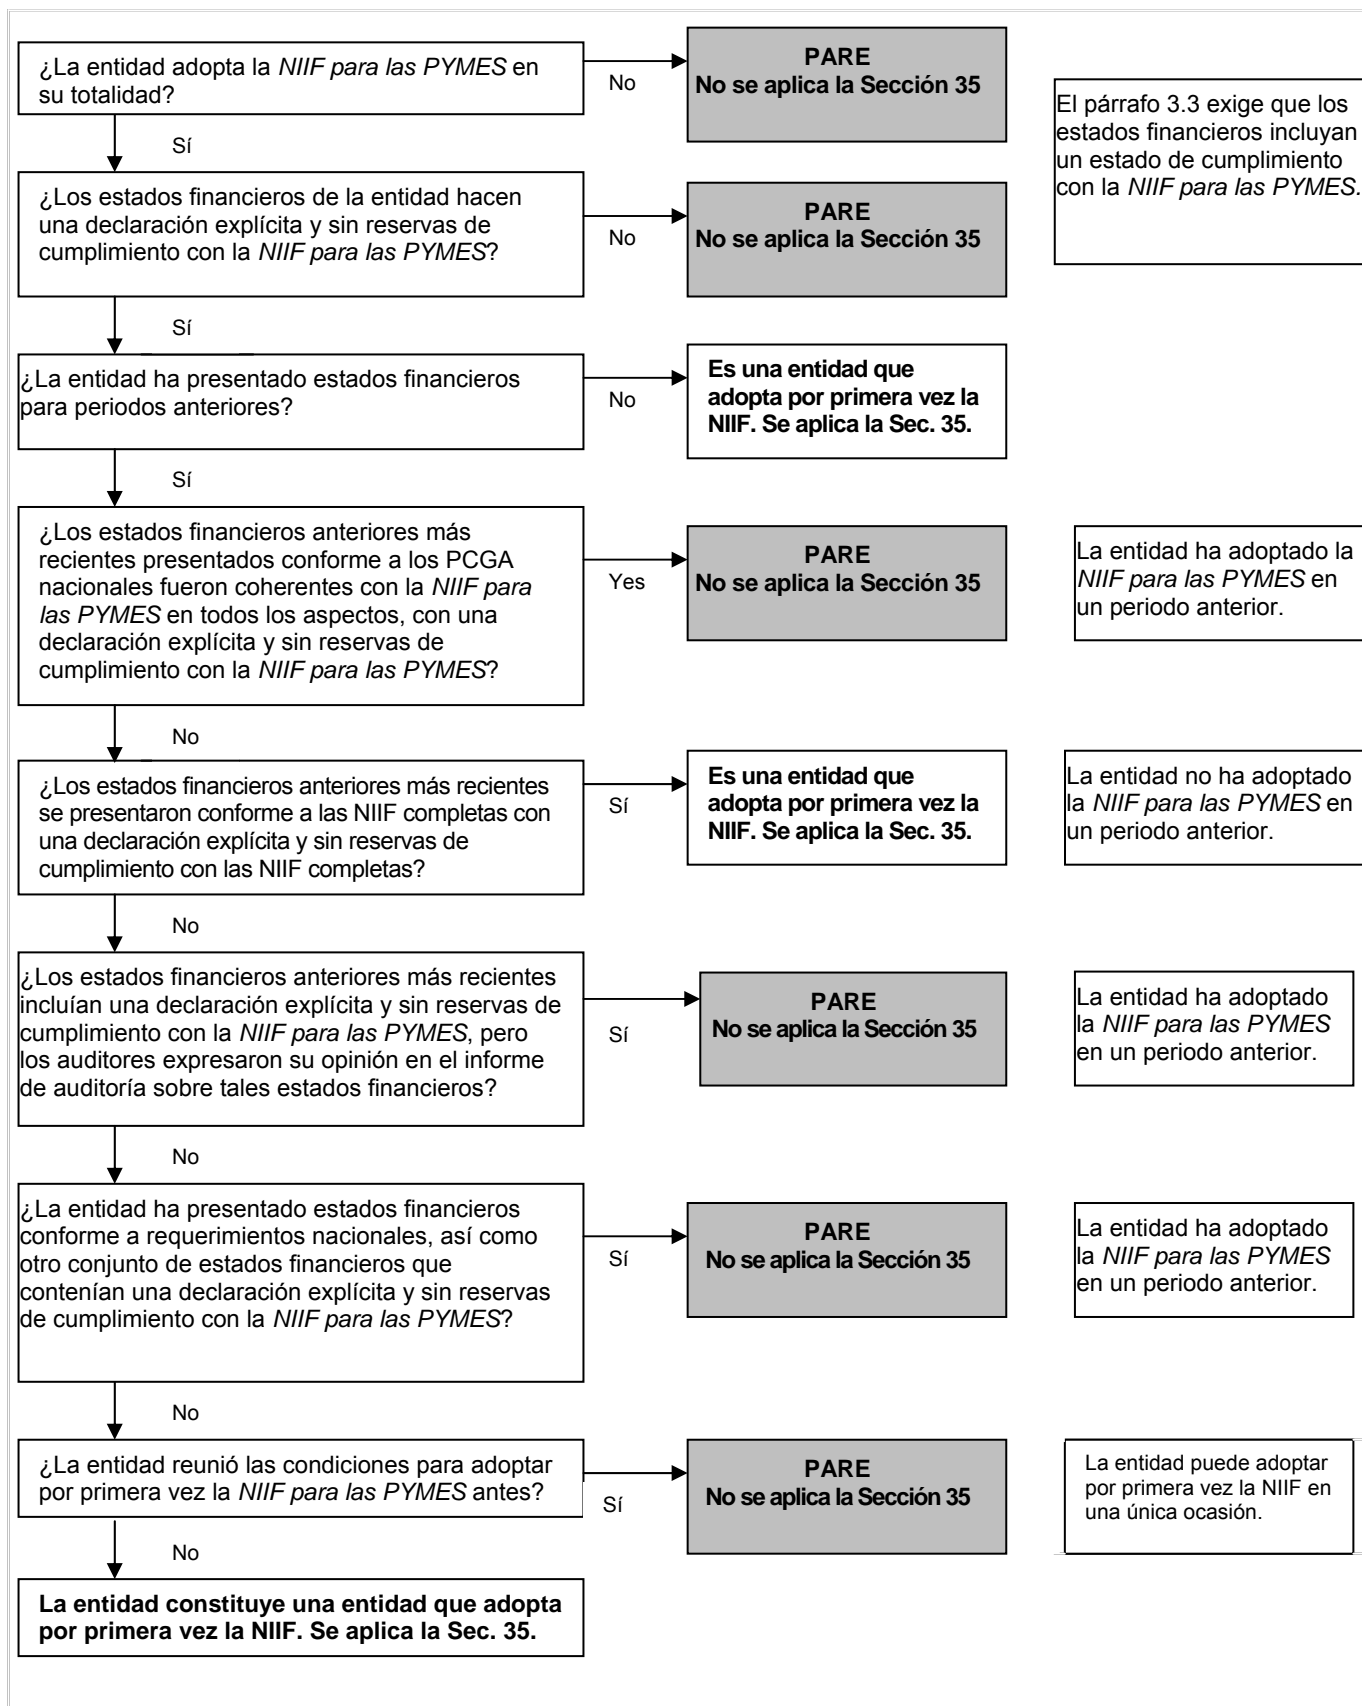 ¿La entidad adopta la NIIF para las PYMES en
su totalidad?
No
PARE
No se aplica la Sección 35
El párrafo 3.3 exige que los
estados financieros incluyan
un estado de cumplimiento
con la NIIF para las PYMES.
Sí
¿Los estados financieros de la entidad hacen
una declaración explícita y sin reservas de
cumplimiento con la NIIF para las PYMES?
No
PARE
No se aplica la Sección 35
Sí
¿La entidad ha presentado estados financieros
para periodos anteriores?
No
Es una entidad que
adopta por primera vez la
NIIF. Se aplica la Sec. 35.
Sí
¿Los estados financieros anteriores más
recientes presentados conforme a los PCGA
nacionales fueron coherentes con la NIIF para
las PYMES en todos los aspectos, con una
declaración explícita y sin reservas de
cumplimiento con la NIIF para las PYMES?
Yes
PARE
No se aplica la Sección 35
La entidad ha adoptado la
NIIF para las PYMES en
un periodo anterior.
No
¿Los estados financieros anteriores más recientes
se presentaron conforme a las NIIF completas con
una declaración explícita y sin reservas de
cumplimiento con las NIIF completas?
Sí
Es una entidad que
adopta por primera vez la
NIIF. Se aplica la Sec. 35.
La entidad no ha adoptado
la NIIF para las PYMES en
un periodo anterior.
No
¿Los estados financieros anteriores más recientes
incluían una declaración explícita y sin reservas de
cumplimiento con la NIIF para las PYMES, pero
los auditores expresaron su opinión en el informe
de auditoría sobre tales estados financieros?
Sí
PARE
No se aplica la Sección 35
La entidad ha adoptado
la NIIF para las PYMES
en un periodo anterior.
No
¿La entidad ha presentado estados financieros
conforme a requerimientos nacionales, así como
otro conjunto de estados financieros que
contenían una declaración explícita y sin reservas
de cumplimiento con la NIIF para las PYMES?
Sí
PARE
No se aplica la Sección 35
La entidad ha adoptado
la NIIF para las PYMES
en un periodo anterior.
No
¿La entidad reunió las condiciones para adoptar
por primera vez la NIIF para las PYMES antes?
Sí
PARE
No se aplica la Sección 35
La entidad puede adoptar
por primera vez la NIIF en
una única ocasión.
No
La entidad constituye una entidad que adopta
por primera vez la NIIF. Se aplica la Sec. 35.